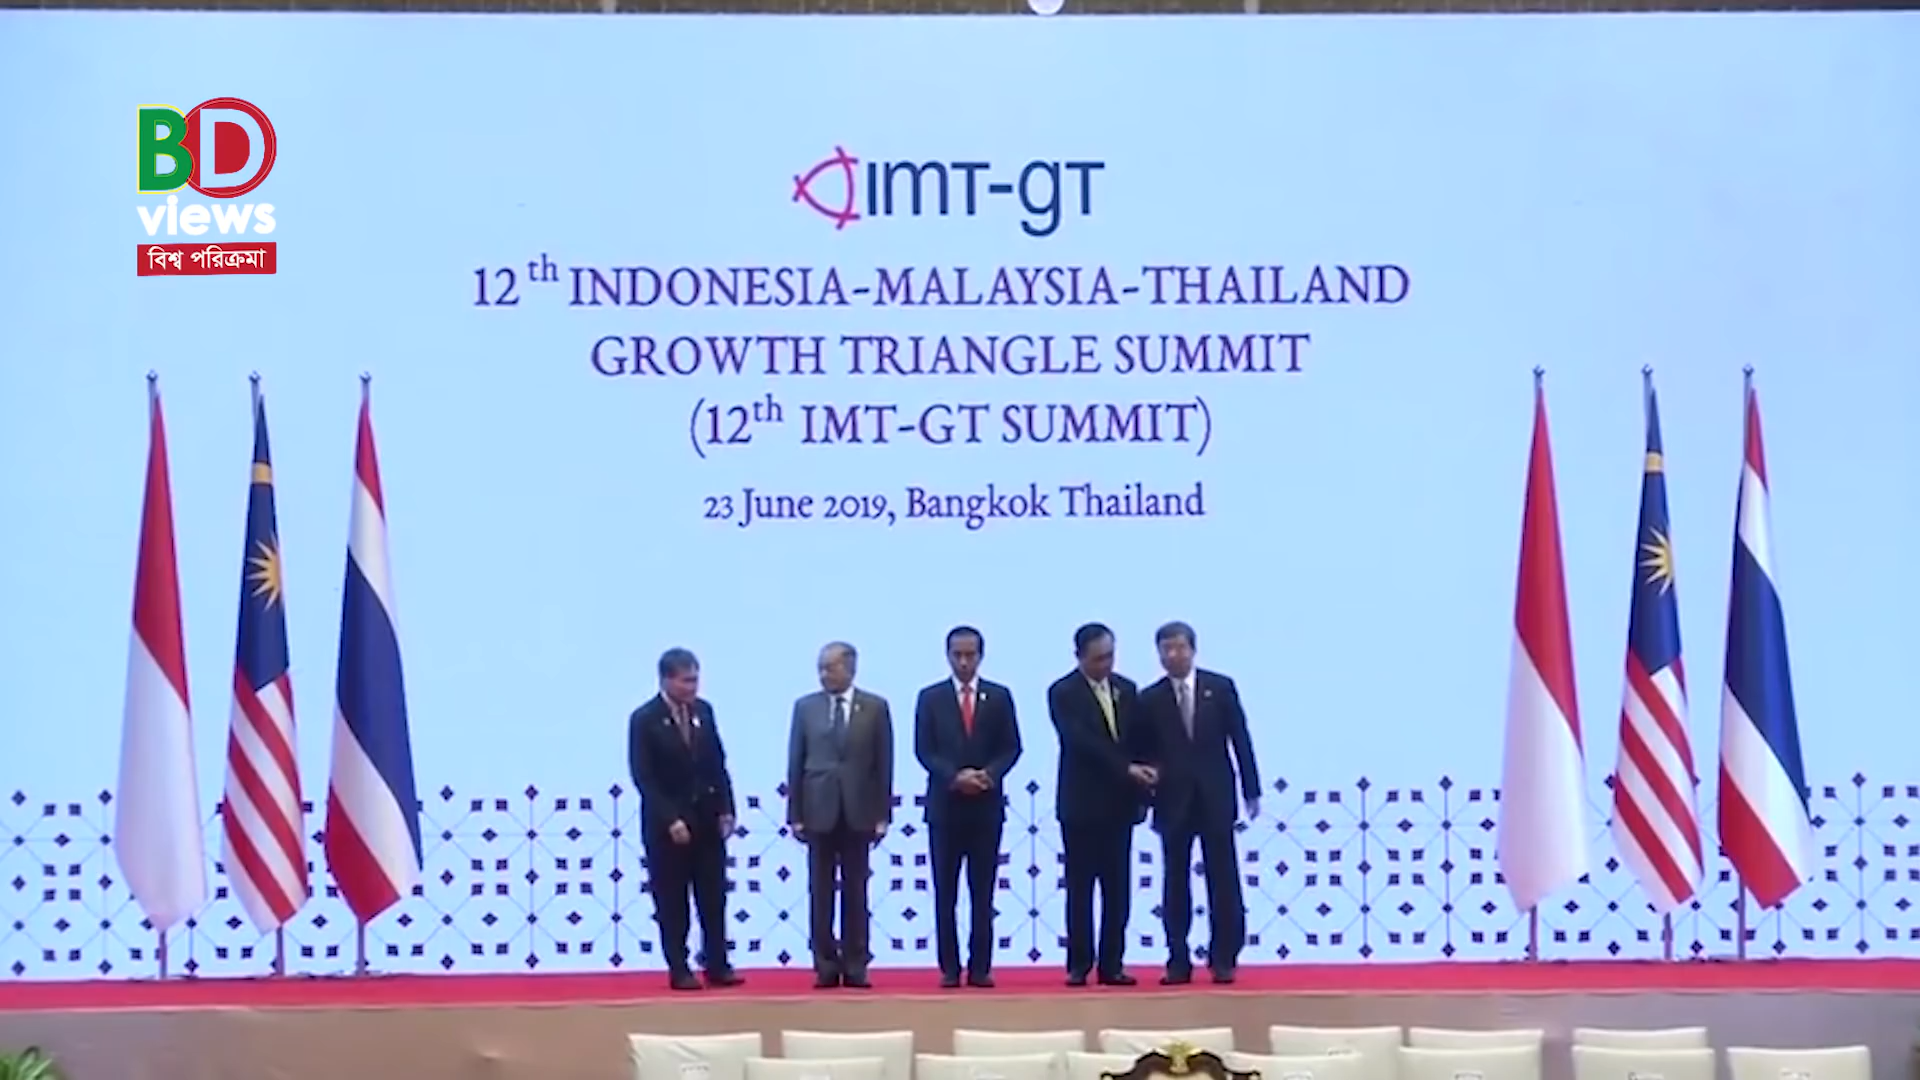 BD
views
বিশ্ব পরিক্রমা
IMT-GT
12th INDONESIA-MALAYSIA-THAILAND
GROWTH TRIANGLE SUMMIT
(12th IMT-GT SUMMIT)
23 June 2019, Bangkok Thailand